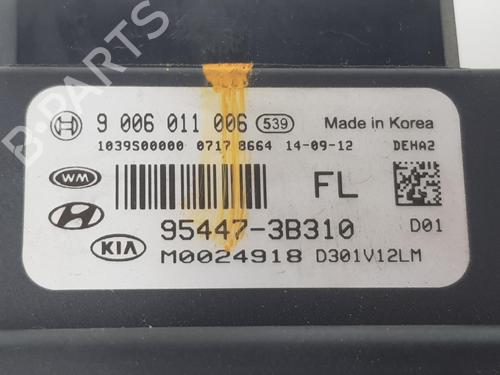 B-PARTS
9 006 011 006 539 Made in Korea
1039S00000 0717 8664 14-09-12 DEHA2
WM FL
95447-3B310 D01
KIA M0024918 D301V12LM